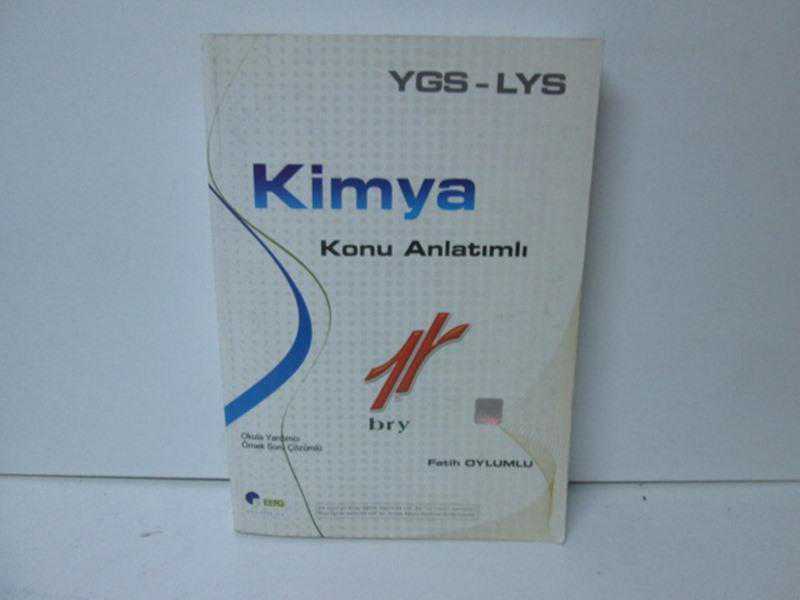 YGS - LYS
Kimya
Konu Anlatımlı
bry
Okula Yardımcı
Örnek Soru Çözümlü
Fatih OYLUMLU